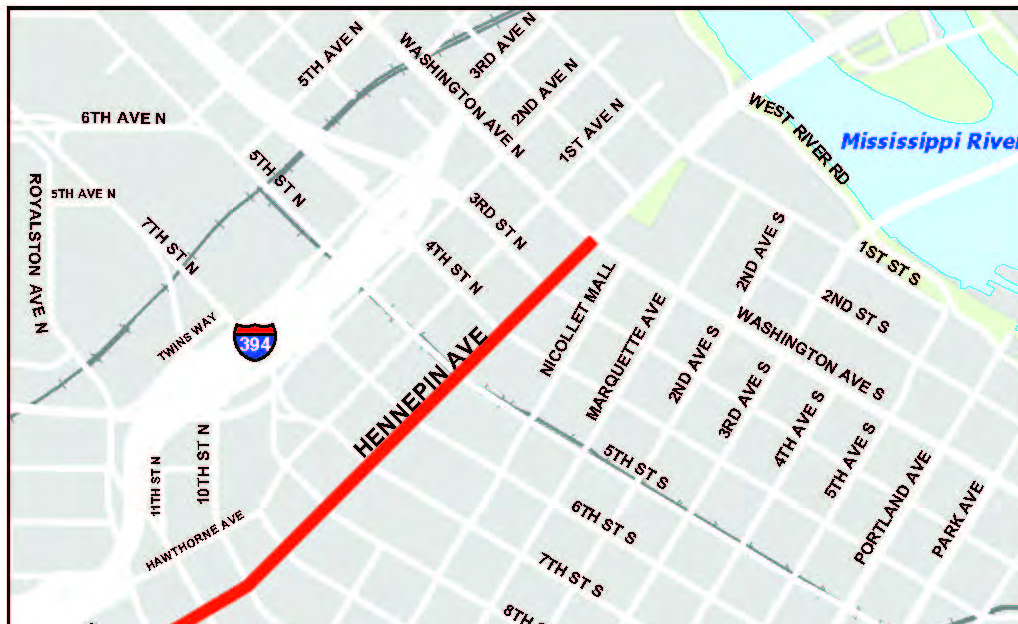 5TH AVE N
WASHINGTON AVE N
3RD AVE N
2ND AVE N
1ST AVE N
6TH AVE N
WEST RIVER RD
Mississippi River
5TH ST N
5TH AVE N
ROYALSTON AVE N
7TH ST N
3RD ST N
4TH ST N
1ST ST S
2ND AVE S
2ND ST S
NICOLLET MALL
MARQUETTE AVE
WASHINGTON AVE S
TWINS WAY
394
HENNEPIN AVE
2ND AVE S
3RD AVE S
4TH AVE S
5TH AVE S
PORTLAND AVE
PARK AVE
5TH ST S
11TH ST N
10TH ST N
HAWTHORNE AVE
6TH ST S
7TH ST S
8TH S